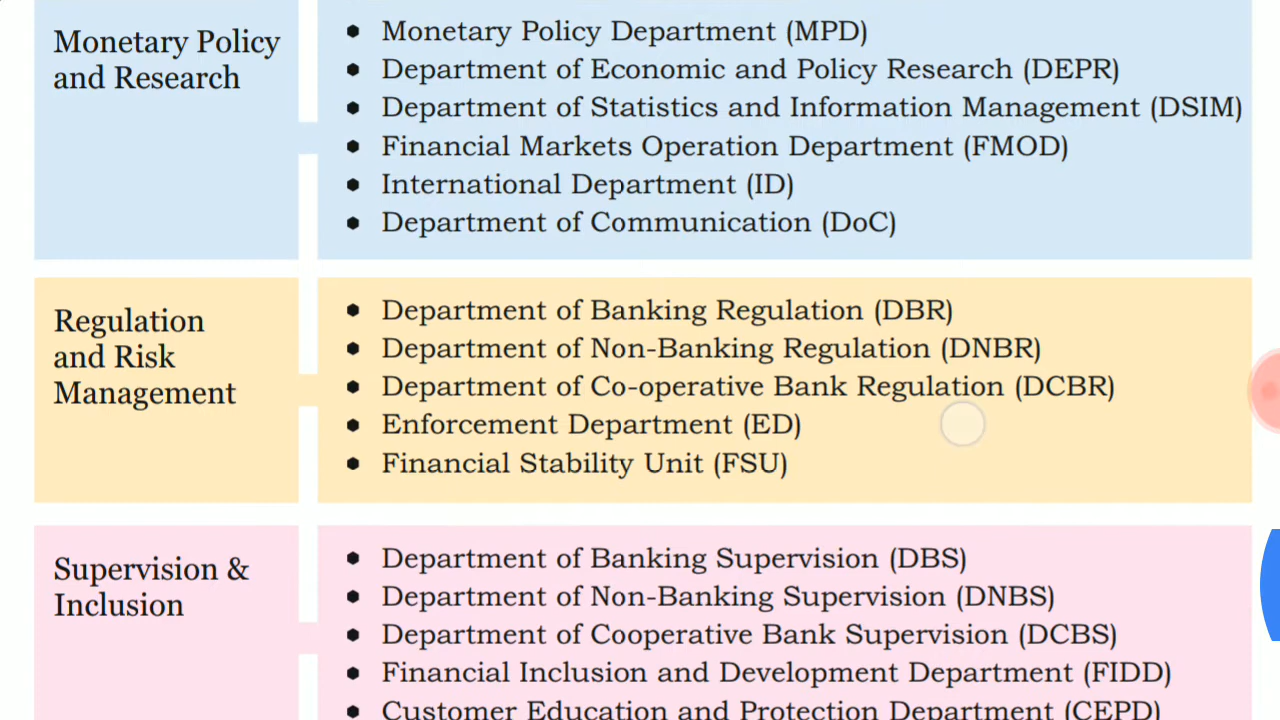 Monetary Policy
and Research
Monetary Policy Department (MPD)
Department of Economic and Policy Research (DEPR)
Department of Statistics and Information Management (DSIM)
Financial Markets Operation Department (FMOD)
International Department (ID)
Department of Communication (DoC)
Regulation
and Risk
Management
Department of Banking Regulation (DBR)
Department of Non-Banking Regulation (DNBR)
Department of Co-operative Bank Regulation (DCBR)
Enforcement Department (ED)
Financial Stability Unit (FSU)
Supervision &
Inclusion
Department of Banking Supervision (DBS)
Department of Non-Banking Supervision (DNBS)
Department of Cooperative Bank Supervision (DCBS)
Financial Inclusion and Development Department (FIDD)
Customer Education and Protection Department (CEPD)